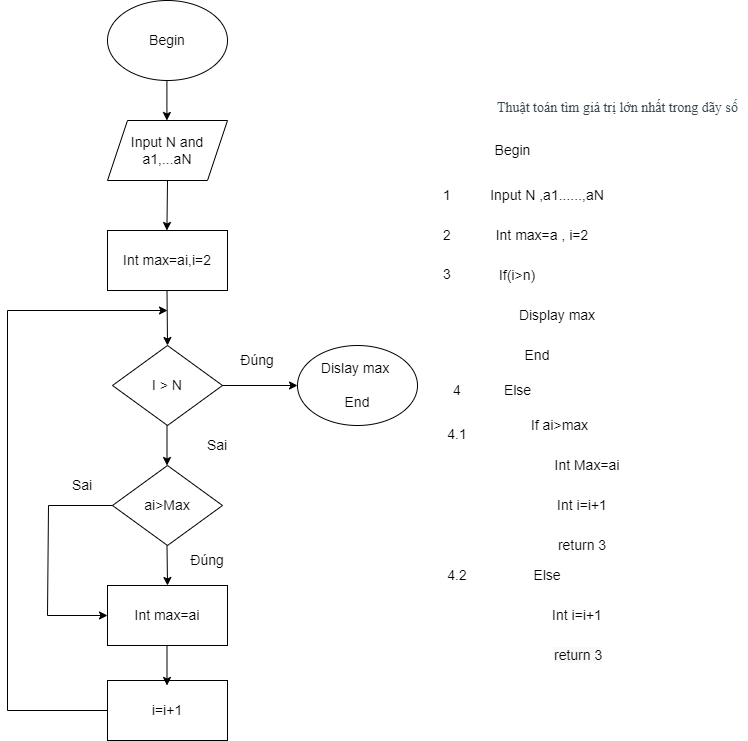 Begin
Input N and
a1,...aN
Int max=ai,i=2
I > N
Đúng
Dislay max
End
Sai
ai>Max
Sai
Đúng
Int max=ai
i=i+1
Thuật toán tìm giá trị lớn nhất trong dãy số
Begin
1 Input N ,a1......,aN
2 Int max=a , i=2
3 If(i>n)
Display max
End
4 Else
4.1 If ai>max
Int Max=ai
Int i=i+1
return 3
4.2 Else
Int i=i+1
return 3